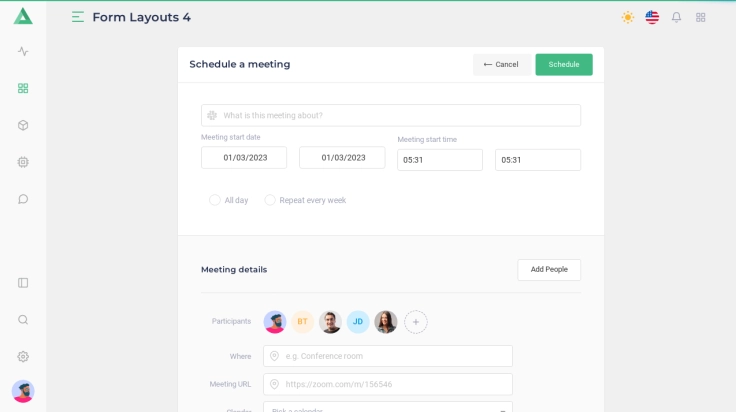 Form Layouts 4
Schedule a meeting
Cancel
Schedule
What is this meeting about?
Meeting start date
Meeting start time
01/03/2023
01/03/2023
05:31
05:31
All day
Repeat every week
Meeting details
Add People
Participants
BT
JD
Where
e.g. Conference room
Meeting URL
https://zoom.com/m/156546
Pick a calendar